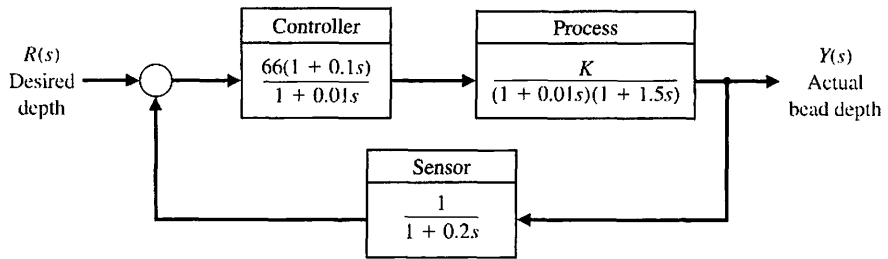 Controller
66(1 + 0.1s)
1 + 0.01s
Process
K
(1 + 0.01s)(1 + 1.5s)
R(s)
Desired
depth
Y(s)
Actual
bead depth
Sensor
1
1 + 0.2s